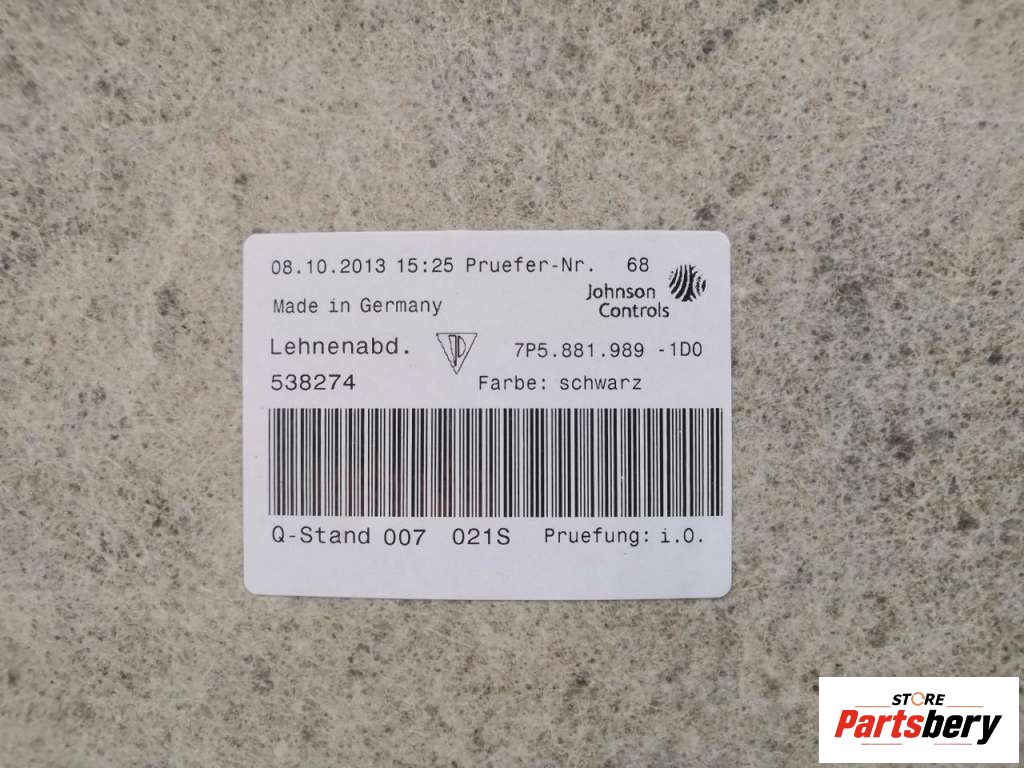 08.10.2013 15:25 Pruefer-Nr. 68
Johnson
Controls
Made in Germany
Lehnenabd. 7P5.881.989 -1D0
538274 Farbe: schwarz
Q-Stand 007 021S Pruefung: i.O.
STORE
Partsbery